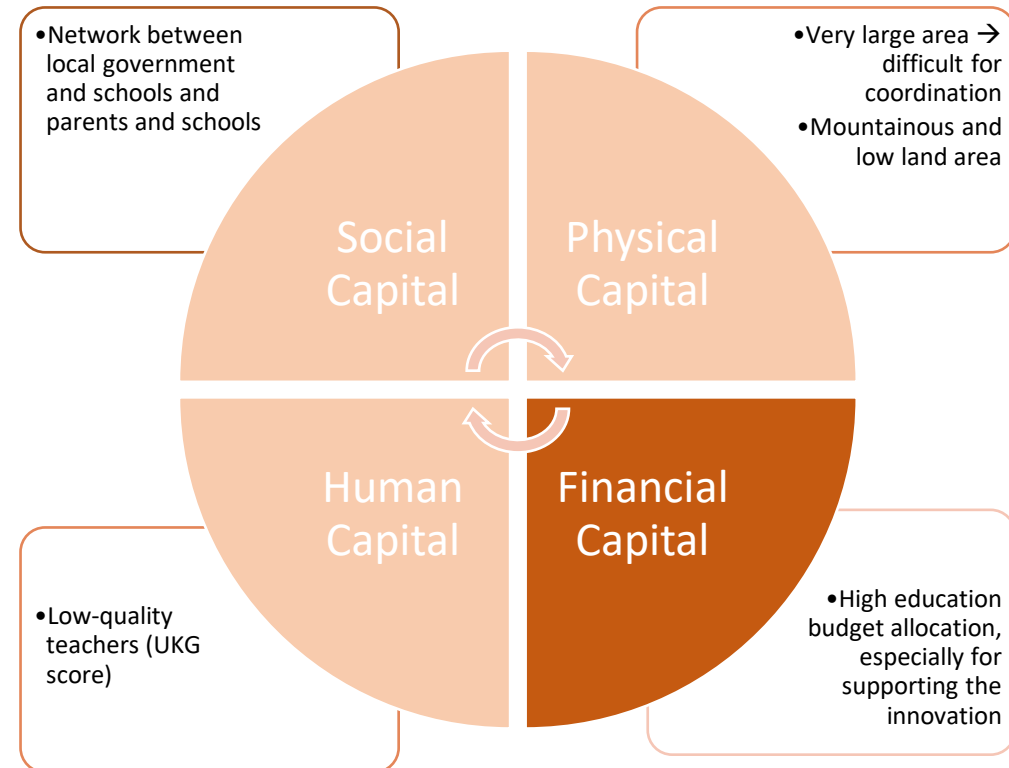 •Network between
local government
and schools and
parents and schools
•Very large area →
difficult for
coordination
•Mountainous and
low land area
Social
Capital
Physical
Capital
Human
Capital
Financial
Capital
•Low-quality
teachers (UKG
score)
•High education
budget allocation,
especially for
supporting the
innovation